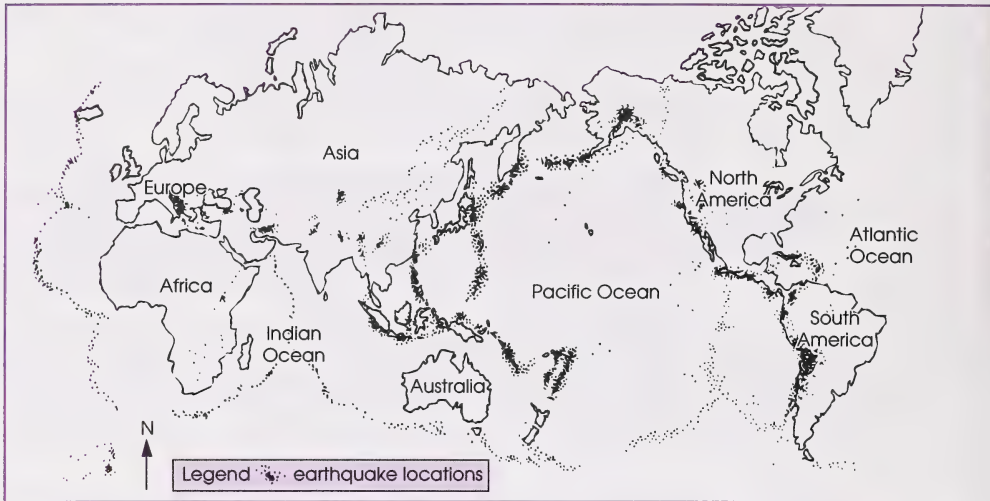 Asia
Europe
North
America
Atlantic
Ocean
Africa
Pacific Ocean
Indian
Ocean
South
America
Australia
N
Legend earthquake locations